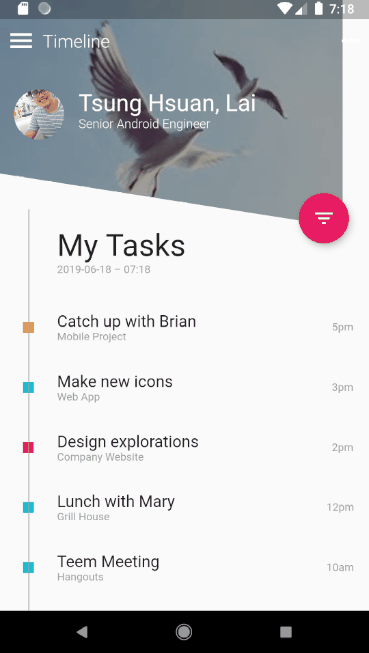 7:18
Timeline
Tsung Hsuan, Lai
Senior Android Engineer
My Tasks
2019-06-18 – 07:18
Catch up with Brian
5pm
Mobile Project
Make new icons
3pm
Web App
Design explorations
2pm
Company Website
Lunch with Mary
12pm
Grill House
Teem Meeting
10am
Hangouts